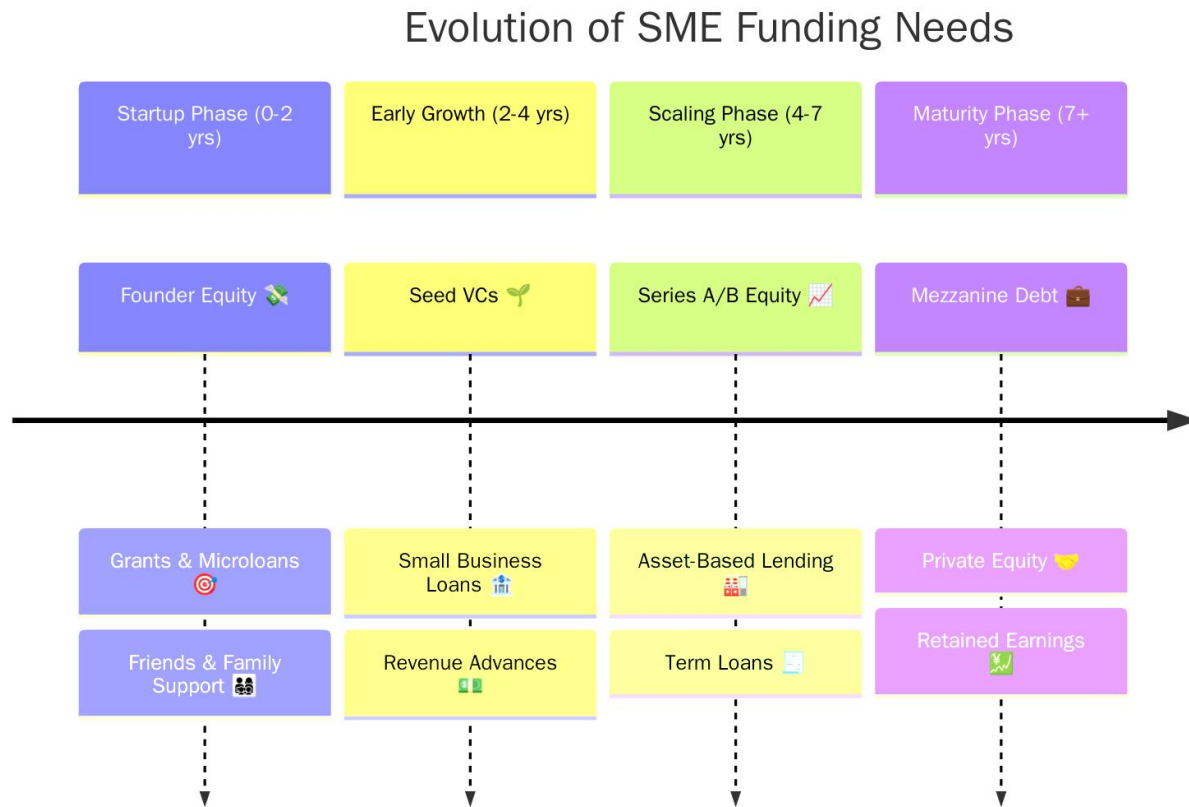 Evolution of SME Funding Needs
Startup Phase (0-2
yrs)
Early Growth (2-4 yrs)
Scaling Phase (4-7
yrs)
Maturity Phase (7+
yrs)
Founder Equity 💸
Seed VCs 🌱
Series A/B Equity 📈
Mezzanine Debt 💼
Grants & Microloans
🎯
Friends & Family
Support 👨‍👩‍👧‍👦
Small Business
Loans 🏦
Revenue Advances
💵
Asset-Based Lending
🏭
Term Loans 🧾
Private Equity 🤝
Retained Earnings
💹